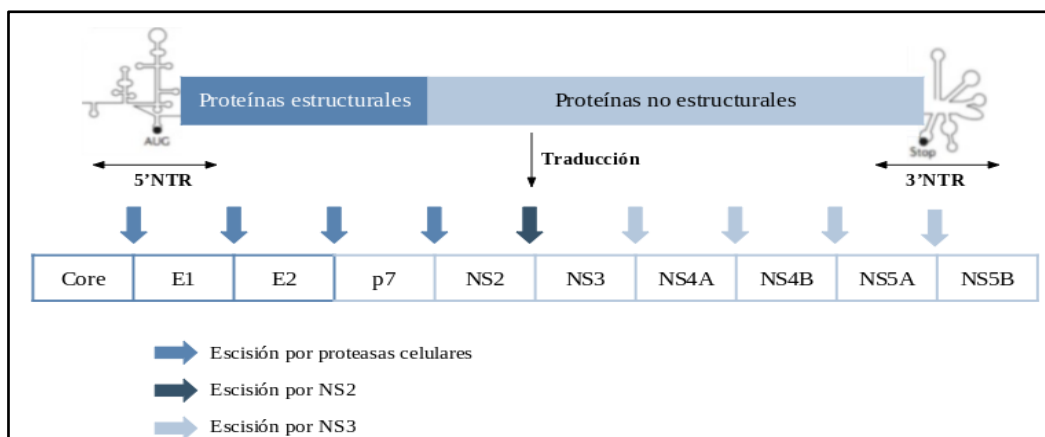 Proteínas estructurales Proteínas no estructurales
AUG Stop
Traducción
5’NTR 3’NTR
Core E1 E2 p7 NS2 NS3 NS4A NS4B NS5A NS5B
Escisión por proteasas celulares
Escisión por NS2
Escisión por NS3